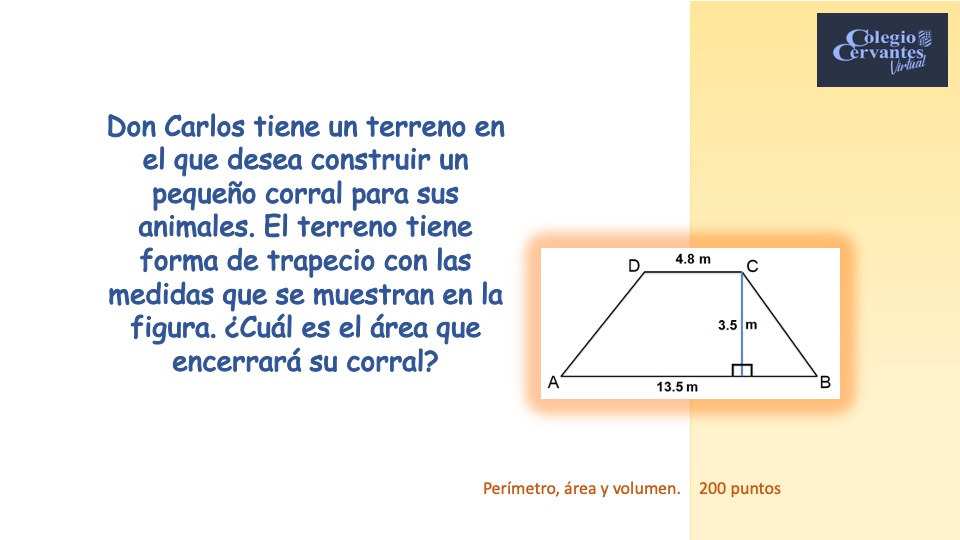 Colegio
Cervantes
Virtual
Don Carlos tiene un terreno en
el que desea construir un
pequeño corral para sus
animales. El terreno tiene
forma de trapecio con las
medidas que se muestran en la
figura. ¿Cuál es el área que
encerrará su corral?
4.8 m
D
C
3.5 m
A
B
13.5 m
Perímetro, área y volumen. 200 puntos